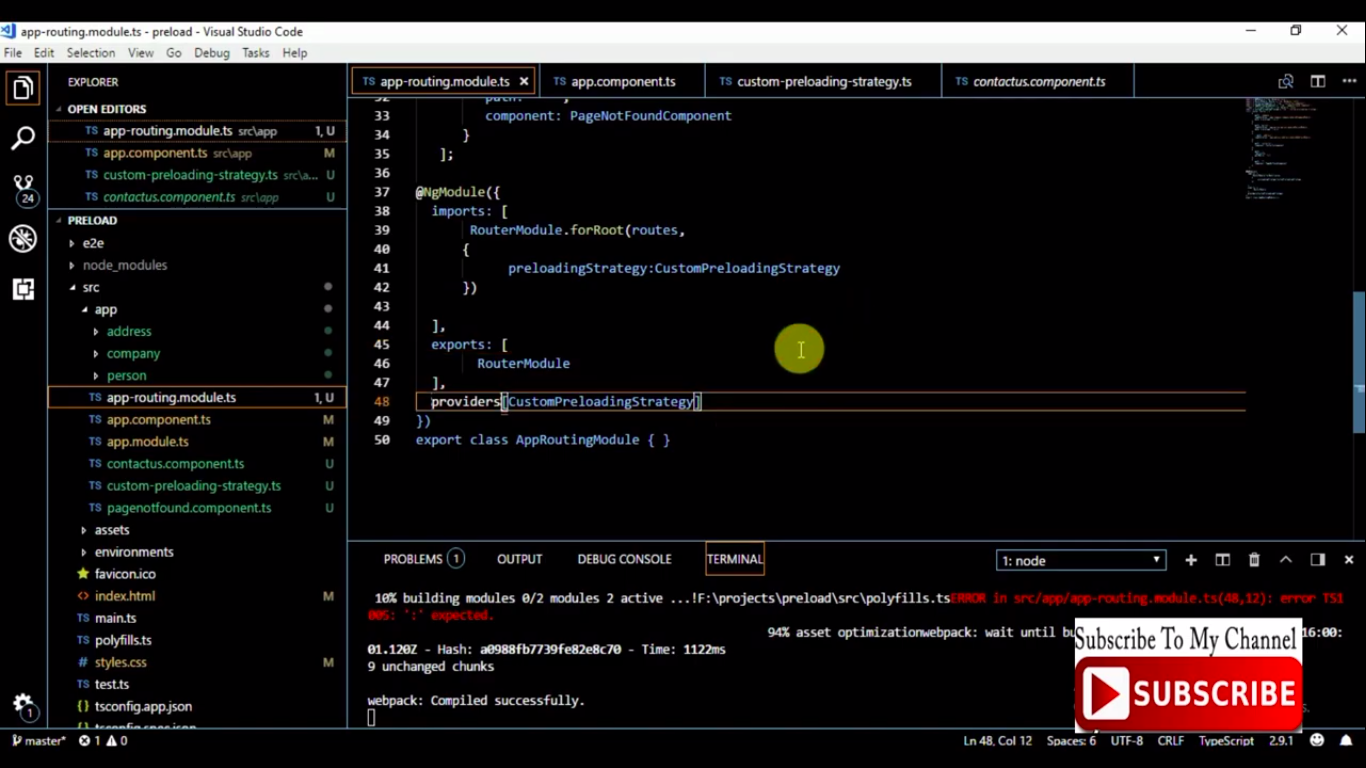 app-routing.module.ts - preload - Visual Studio Code
File Edit Selection View Go Debug Tasks Help
EXPLORER
OPEN EDITORS
TS app-routing.module.ts src\app 1, U
TS app.component.ts src\app M
TS custom-preloading-strategy.ts src\a... U
TS contactus.component.ts src\app U
24
PRELOAD
e2e
node_modules
src
app
address
company
person
TS app-routing.module.ts 1, U
TS app.component.ts M
TS app.module.ts M
TS contactus.component.ts U
TS custom-preloading-strategy.ts U
TS pagenotfound.component.ts U
assets
environments
favicon.ico
<> index.html M
TS main.ts
TS polyfills.ts
# styles.css M
TS test.ts
{} tsconfig.app.json
1
TS app-routing.module.ts × TS app.component.ts TS custom-preloading-strategy.ts TS contactus.component.ts
33 component: PageNotFoundComponent
34 }
35 ];
36
37 @NgModule({
38 imports: [
39 RouterModule.forRoot(routes,
40 {
41 preloadingStrategy:CustomPreloadingStrategy
42 })
43
44 ],
45 exports: [
46 RouterModule
47 ],
48 providers[CustomPreloadingStrategy]
49 })
50 export class AppRoutingModule { }
PROBLEMS 1 OUTPUT DEBUG CONSOLE TERMINAL 1: node
10% building modules 0/2 modules 2 active ...!F:\projects\preload\src\polyfills.tsERROR in src/app/app-routing.module.ts(48,12): error TS1
005: ':' expected.
94% asset optimizationwebpack: wait until bu 16:00:
01.120Z - Hash: a0988fb7739fe82e8c70 - Time: 1122ms
9 unchanged chunks
webpack: Compiled successfully.
Subscribe To My Channel
SUBSCRIBE
master* 1 0 Ln 48, Col 12 Spaces: 6 UTF-8 CRLF TypeScript 2.9.1